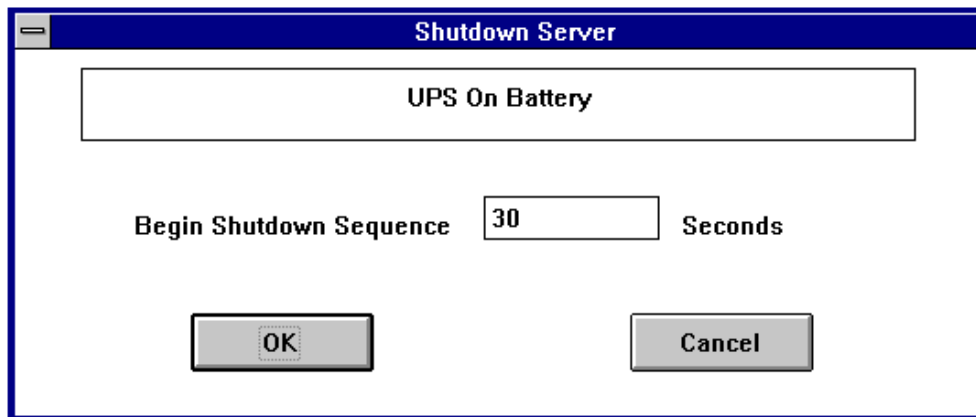 Shutdown Server
UPS On Battery
Begin Shutdown Sequence 30 Seconds
OK Cancel